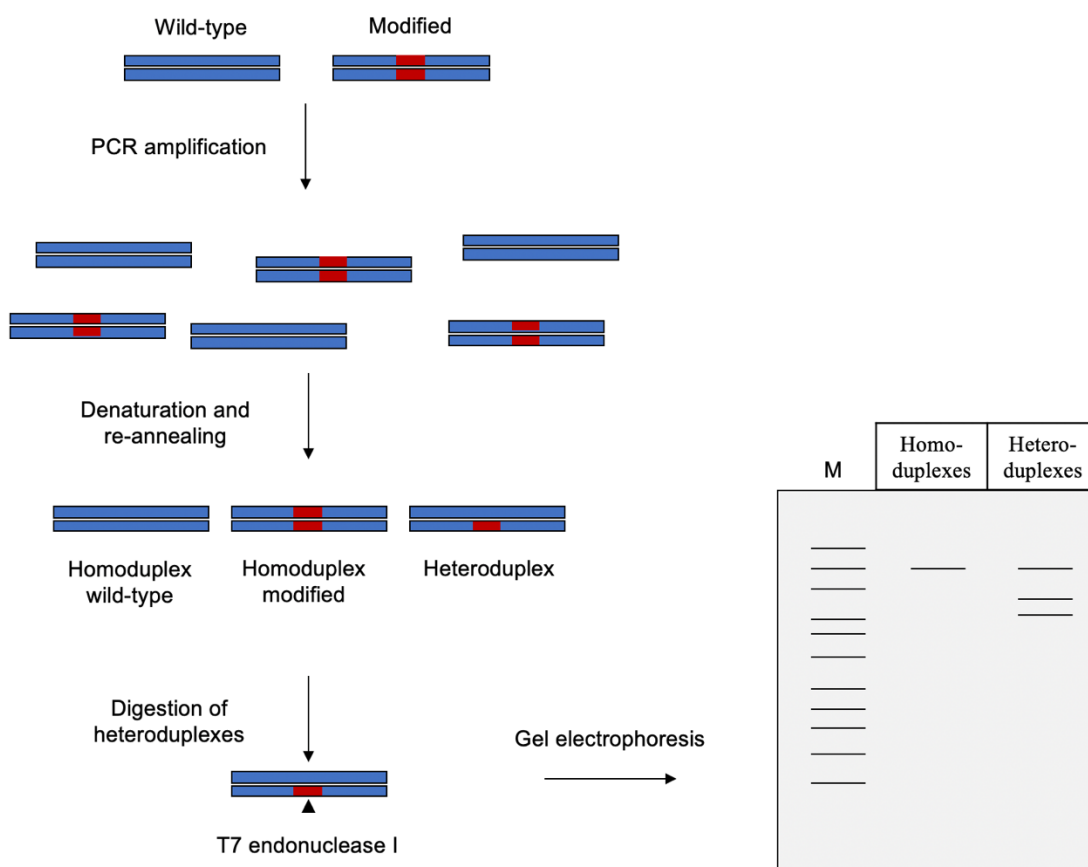 Wild-type
Modified
PCR amplification
Denaturation and
re-annealing
Homoduplex
wild-type
Homoduplex
modified
Heteroduplex
Digestion of
heteroduplexes
T7 endonuclease I
Gel electrophoresis
M
Homo-
duplexes
Hetero-
duplexes